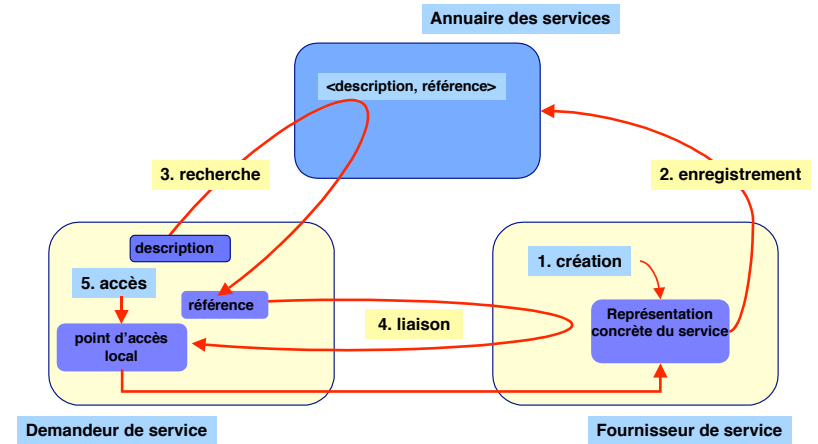 Annuaire des services
<description, référence>
3. recherche
2. enregistrement
description
1. création
5. accès
référence
Représentation
concrète du service
4. liaison
point d'accès
local
Demandeur de service
Fournisseur de service